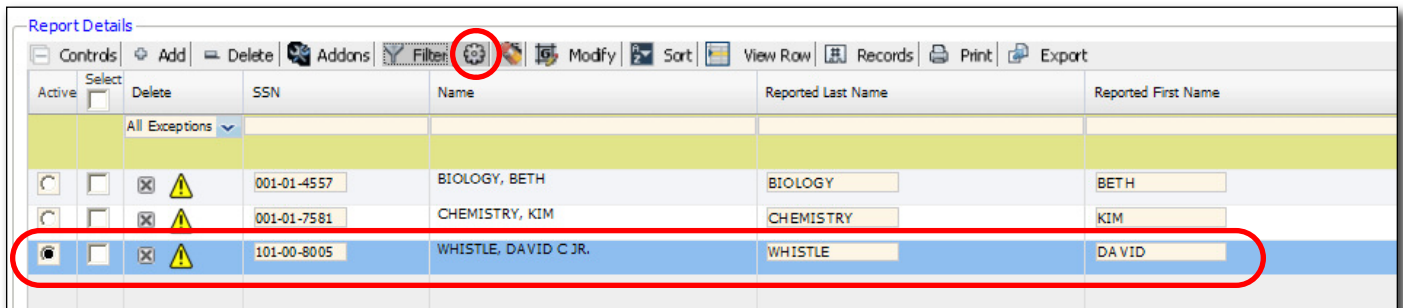 Report Details
Controls Add Delete Addons Filter Modify Sort View Row Records Print Export
Active Select Delete SSN Name Reported Last Name Reported First Name
All Exceptions
001-01-4557 BIOLOGY, BETH BIOLOGY BETH
001-01-7581 CHEMISTRY, KIM CHEMISTRY KIM
101-00-8005 WHISTLE, DAVID C JR. WHISTLE DAVID